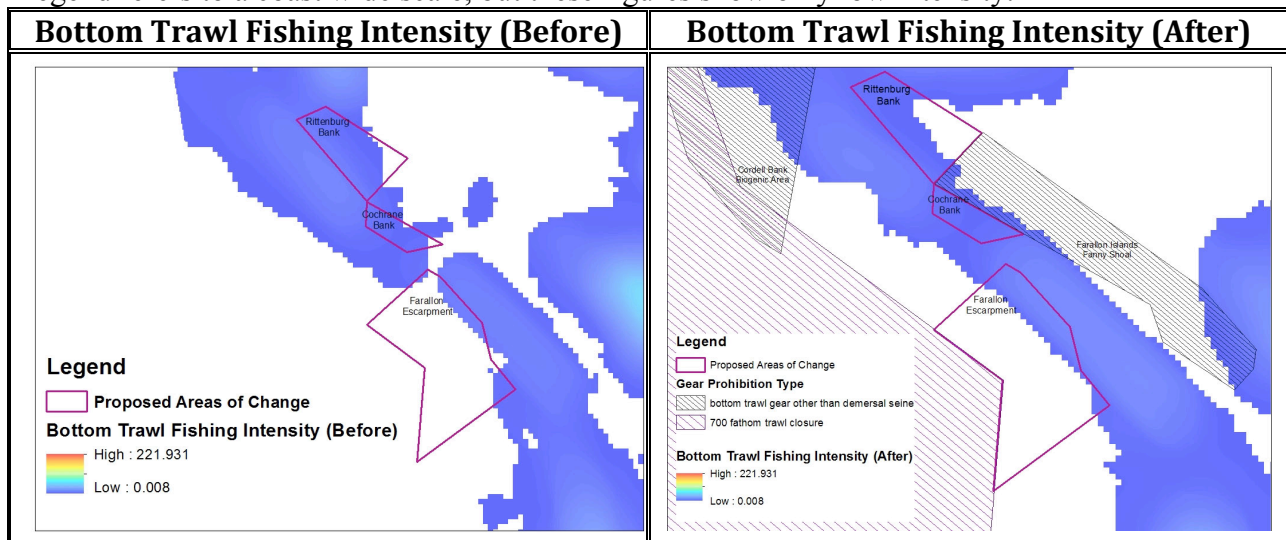 Bottom Trawl Fishing Intensity (Before)
Bottom Trawl Fishing Intensity (After)
Rittenburg
Bank
Cochrane
Bank
Farallon
Escarpment
Legend
Proposed Areas of Change
Bottom Trawl Fishing Intensity (Before)
High : 221.931
Low : 0.008
Rittenburg
Bank
Cordell Bank
Biogenic Area
Cochrane
Bank
Farallon Islands
Fanny Shoal
Farallon
Escarpment
Legend
Proposed Areas of Change
Gear Prohibition Type
bottom trawl gear other than demersal seine
700 fathom trawl closure
Bottom Trawl Fishing Intensity (After)
High : 221.931
Low : 0.008